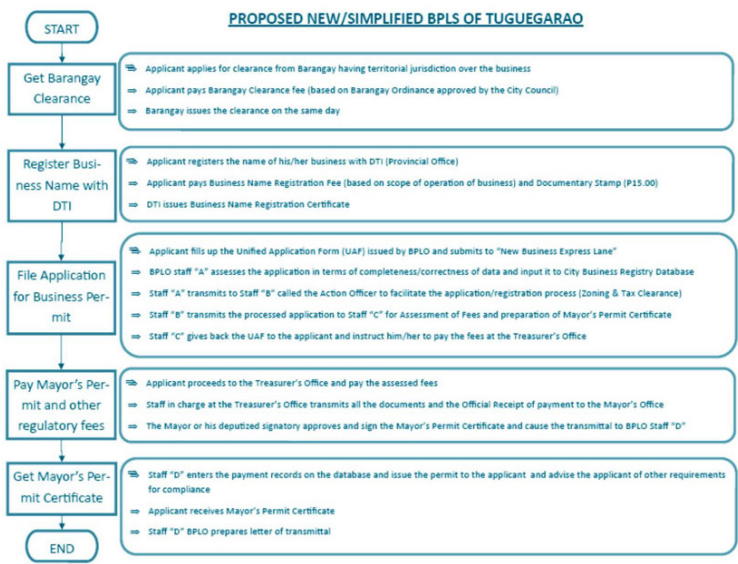 PROPOSED NEW/SIMPLIFIED BPLS OF TUGUEGARAO
START
Get Barangay
Clearance
Applicant applies for clearance from Barangay having territorial jurisdiction over the business
Applicant pays Barangay Clearance fee (based on Barangay Ordinance approved by the City Council)
Barangay issues the clearance on the same day
Register Busi-
ness Name with
DTI
Applicant registers the name of his/her business with DTI (Provincial Office)
Applicant pays Business Name Registration Fee (based on scope of operation of business) and Documentary Stamp (P15.00)
DTI issues Business Name Registration Certificate
File Application
for Business Per-
mit
Applicant fills up the Unified Application Form (UAF) issued by BPLO and submits to “New Business Express Lane”
BPLO staff “A” assesses the application in terms of completeness/correctness of data and input it to City Business Registry Database
Staff “A” transmits to Staff “B” called the Action Officer to facilitate the application/registration process (Zoning & Tax Clearance)
Staff “B” transmits the processed application to Staff “C” for Assessment of Fees and preparation of Mayor’s Permit Certificate
Staff “C” gives back the UAF to the applicant and instruct him/her to pay the fees at the Treasurer’s Office
Pay Mayor’s Per-
mit and other
regulatory fees
Applicant proceeds to the Treasurer’s Office and pay the assessed fees
Staff in charge at the Treasurer’s Office transmits all the documents and the Official Receipt of payment to the Mayor’s Office
The Mayor or his deputized signatory approves and sign the Mayor’s Permit Certificate and cause the transmittal to BPLO Staff “D”
Get Mayor’s Per-
mit Certificate
Staff “D” enters the payment records on the database and issue the permit to the applicant and advise the applicant of other requirements
for compliance
Applicant receives Mayor’s Permit Certificate
Staff “D” BPLO prepares letter of transmittal
END